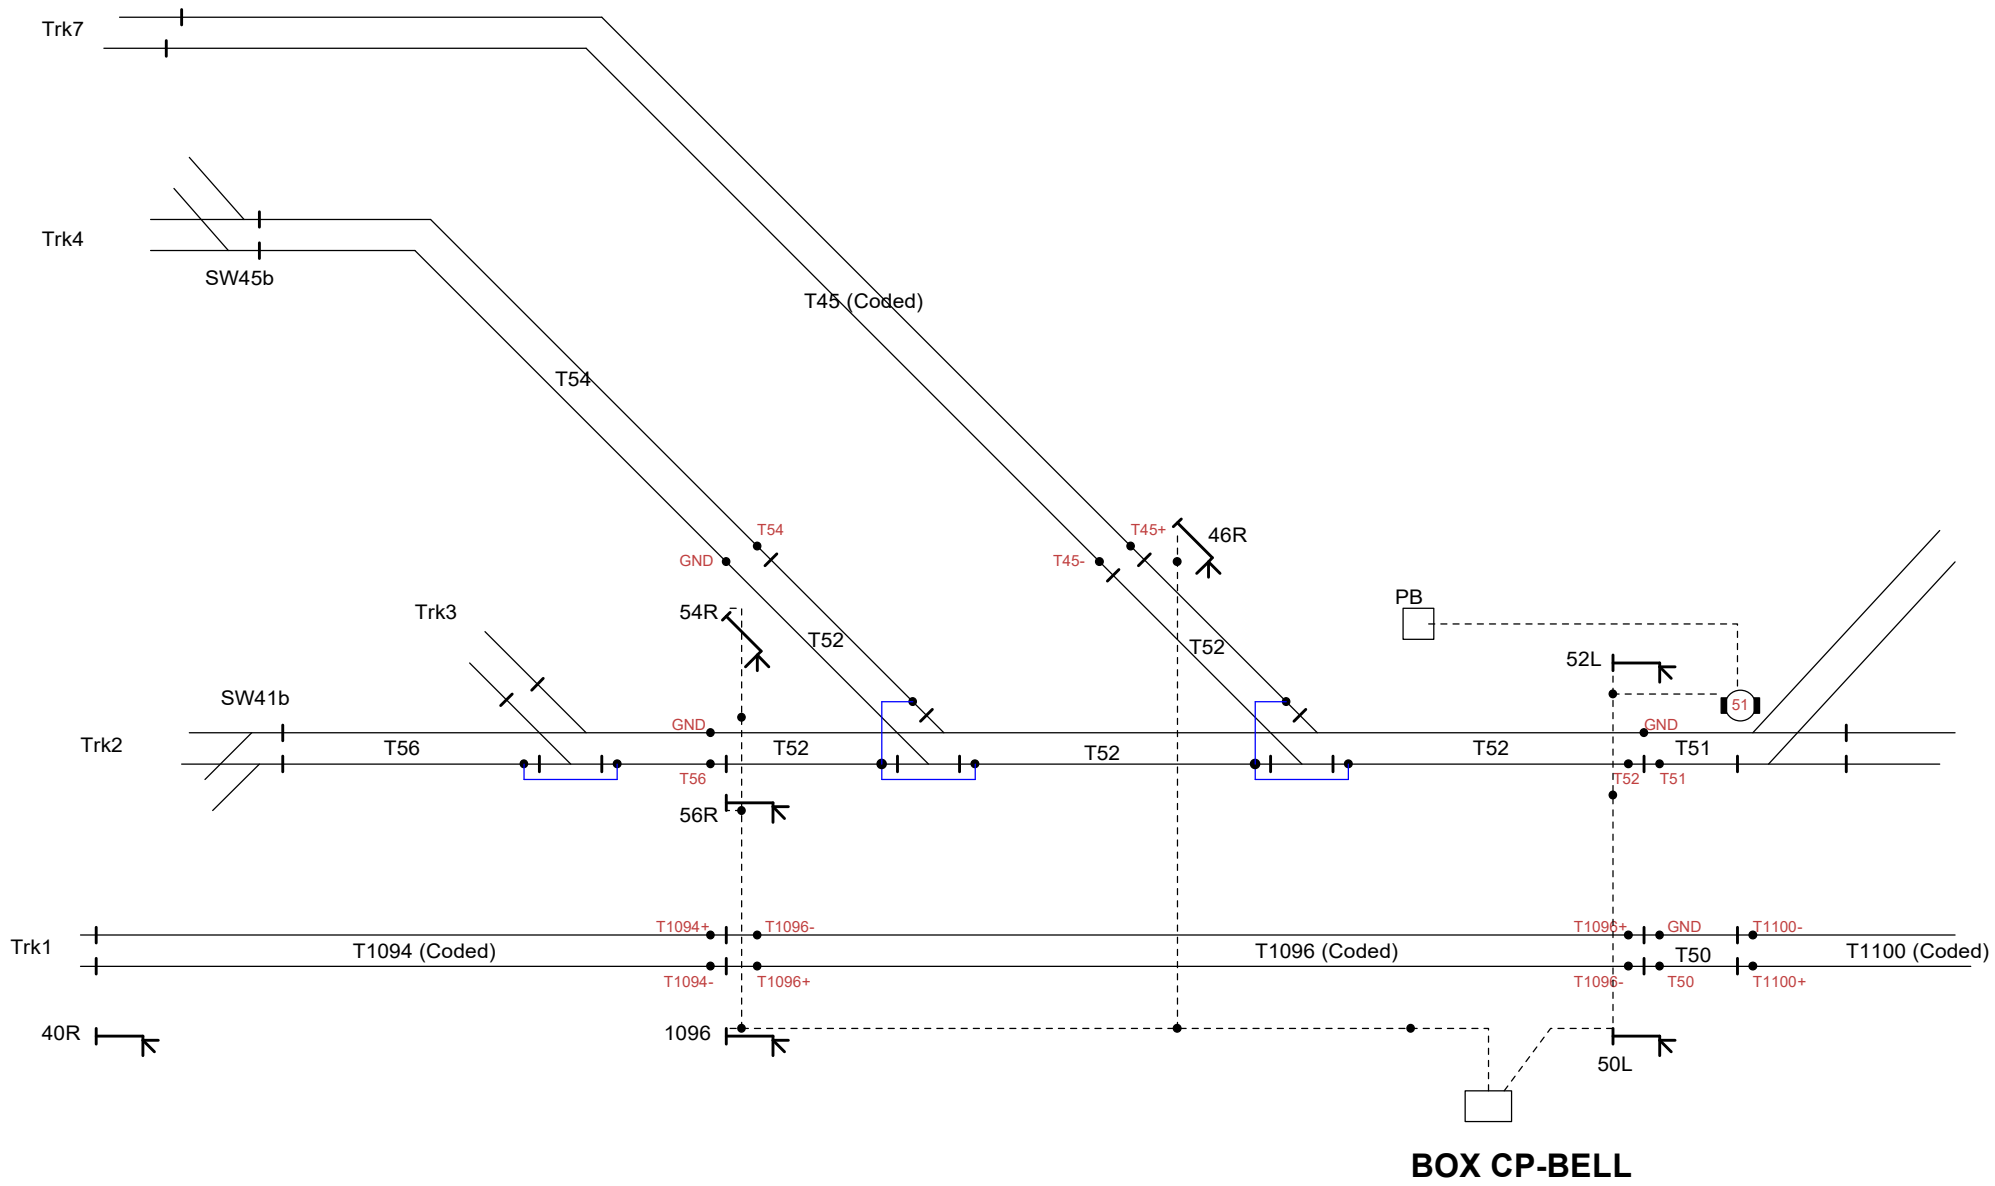 Trk7
Trk4
SW45b
T45 (Coded)
T54
T54
GND
T45+
T45-
46R
PB
Trk3
54R
T52
T52
52L
SW41b
51
Trk2
T56
GND
T52
T52
T52
GND
T51
T56
T52
T51
56R
Trk1
T1094+
T1096-
T1096+
GND
T1100-
T1094 (Coded)
T1096 (Coded)
T50
T1100 (Coded)
T1094-
T1096+
T1096-
T50
T1100+
40R
1096
50L
BOX CP-BELL